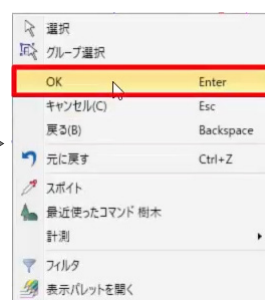 選択
グループ選択
OK Enter
キャンセル(C) Esc
戻る(B) Backspace
元に戻す Ctrl+Z
スポイト
最近使ったコマンド 樹木
計測
フィルタ
表示パレットを開く